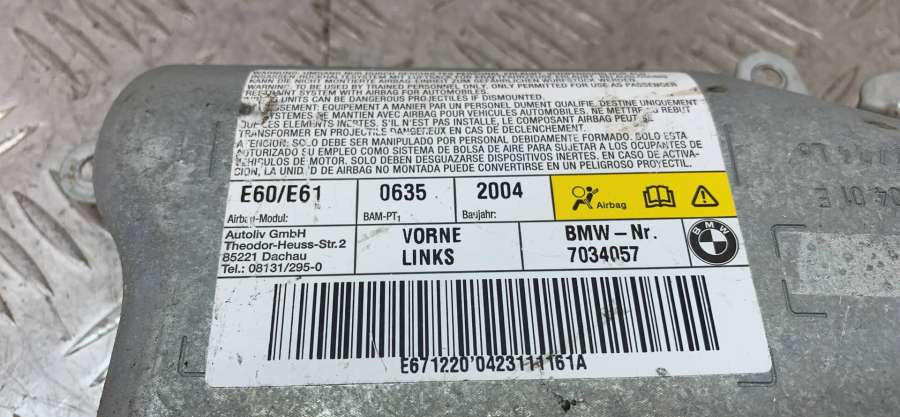 WARNING: TO BE USED BY TRAINED PERSONNEL ONLY. ONLY PERMITTED FOR USE AS PASSENGER
RESTRAINT SYSTEM WITH AIRBAG FOR AUTOMOBILES.
UNITS CAN BE DANGEROUS PROJECTILES IF DISMOUNTED.
EQUIPEMENT A MANIER PAR UN PERSONNEL DUMENT QUALIFIE, DESTINE UNIQUEMENT
SYSTEMES DE MANTIEN AVEC AIRBAG POUR VÉHICULES AUTOMOBILES. NE METTRE AU REBUT
QUE LES ELEMENTS INERTES. S'IL N'EST PAS INSTALLE, LE COMPOSANT AIRBAG PEUT SE
TRANSFORMER EN PROJECTILE DANGEREUX EN CAS DE DECLENCHEMENT.
ATENCION: SOLO DEBE SER MANIPULADO POR PERSONAL DEBIDAMENTE FORMADO. SOLO ESTA
AUTORIZADO SU EMPLEO COMO SISTEMA DE BOLSA DE AIRE PARA SUJETAR A LOS OCUPANTES DE
VEHICULOS DE MOTOR. SOLO DEBEN DESGUAZARSE DISPOSITIVOS INERTES. EN CASO DE ACTIVA-
CION, LA UNIDAD DE AIRBAG NO MONTADA PUEDE CONVERTIRSE EN UN PELIGROSO PROYECTIL.
E60/E61 0635 2004 Airbag
Airbag-Modul: BAM-PT1 Baujahr:
Autoliv GmbH
Theodor-Heuss-Str.2
85221 Dachau
Tel.: 08131/295-0
VORNE
LINKS
BMW-Nr.
7034057
BMW
E671220'0423111161A